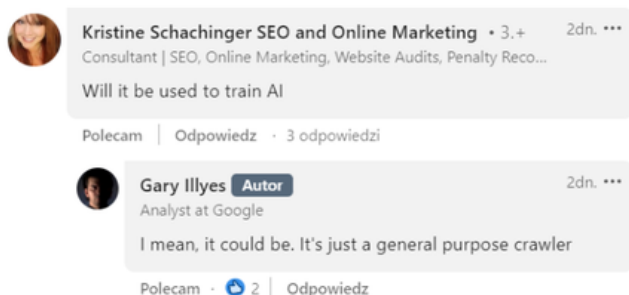 Kristine Schachinger SEO and Online Marketing • 3.+ 2dn. •••
Consultant | SEO, Online Marketing, Website Audits, Penalty Reco...
Will it be used to train AI
Polecam | Odpowiedz · 3 odpowiedzi
Gary Illyes Autor 2dn. •••
Analyst at Google
I mean, it could be. It's just a general purpose crawler
Polecam · 2 | Odpowiedz